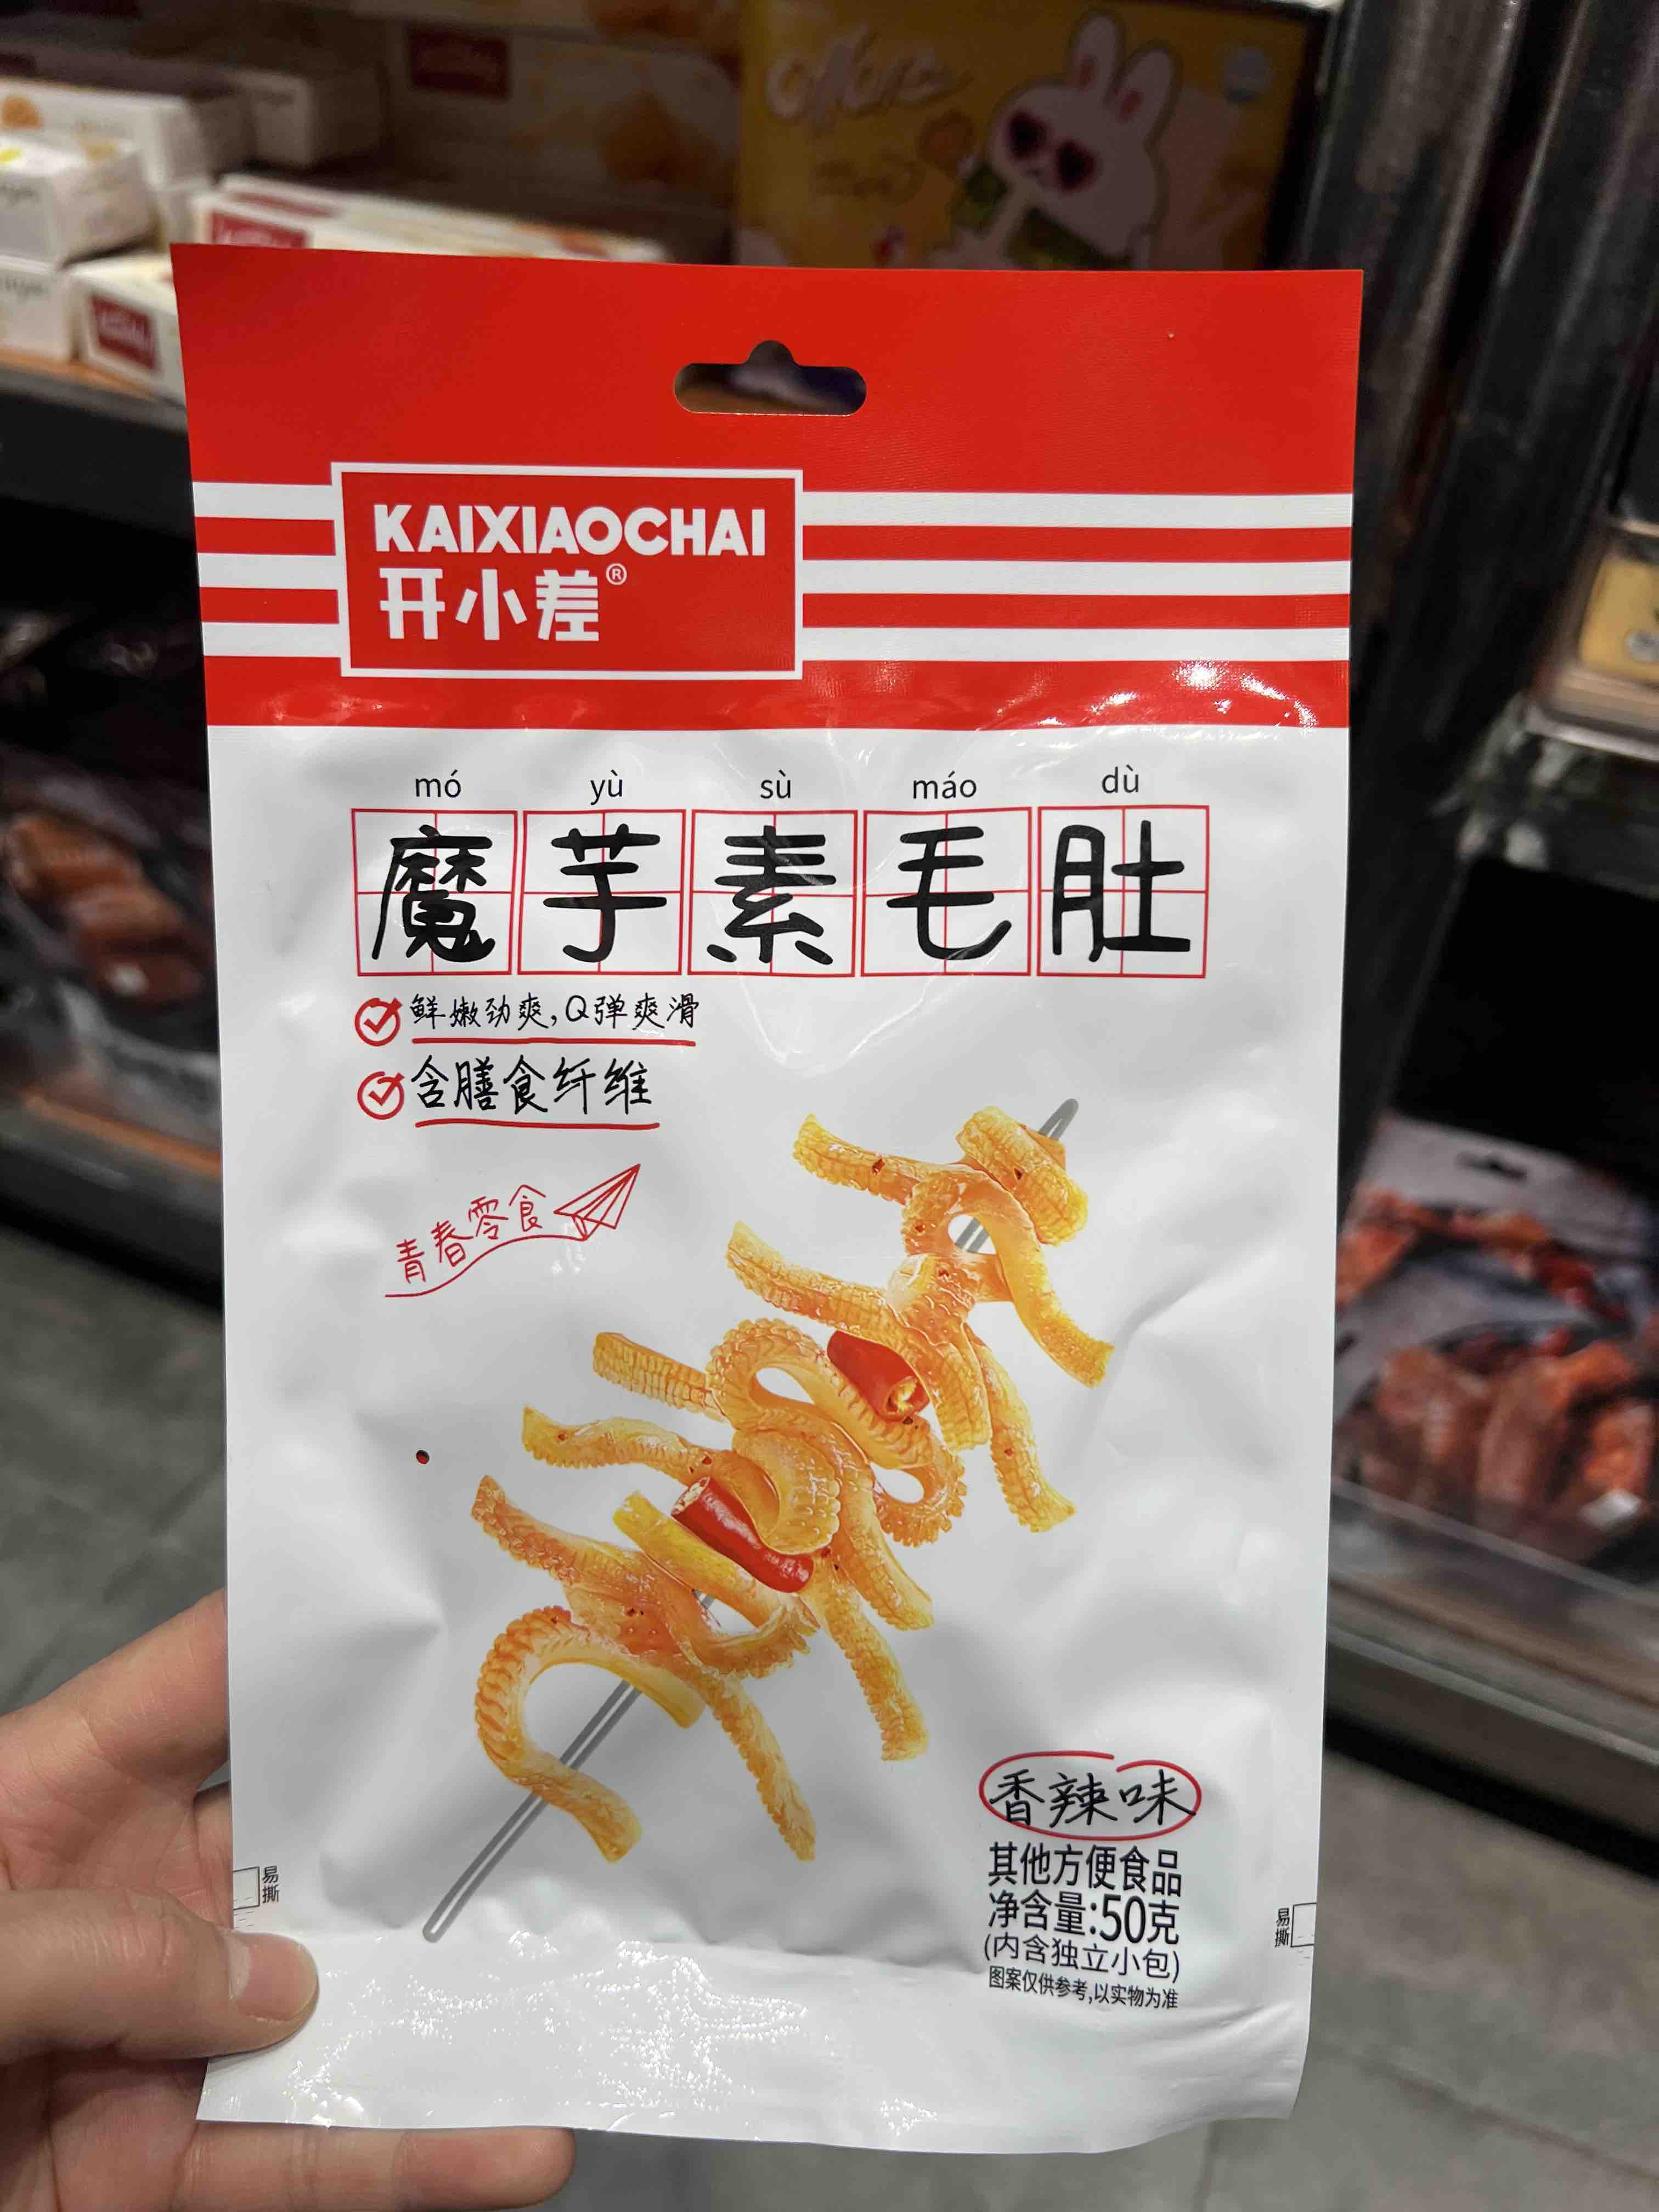 KAIXIAOCHAI
开小差®
mó yù sù máo dù
魔芋素毛肚
鲜嫩劲爽,Q弹爽滑
含膳食纤维
青春零食
香辣味
其他方便食品
净含量:50克
(内含独立小包)
图案仅供参考,以实物为准
易撕
易撕